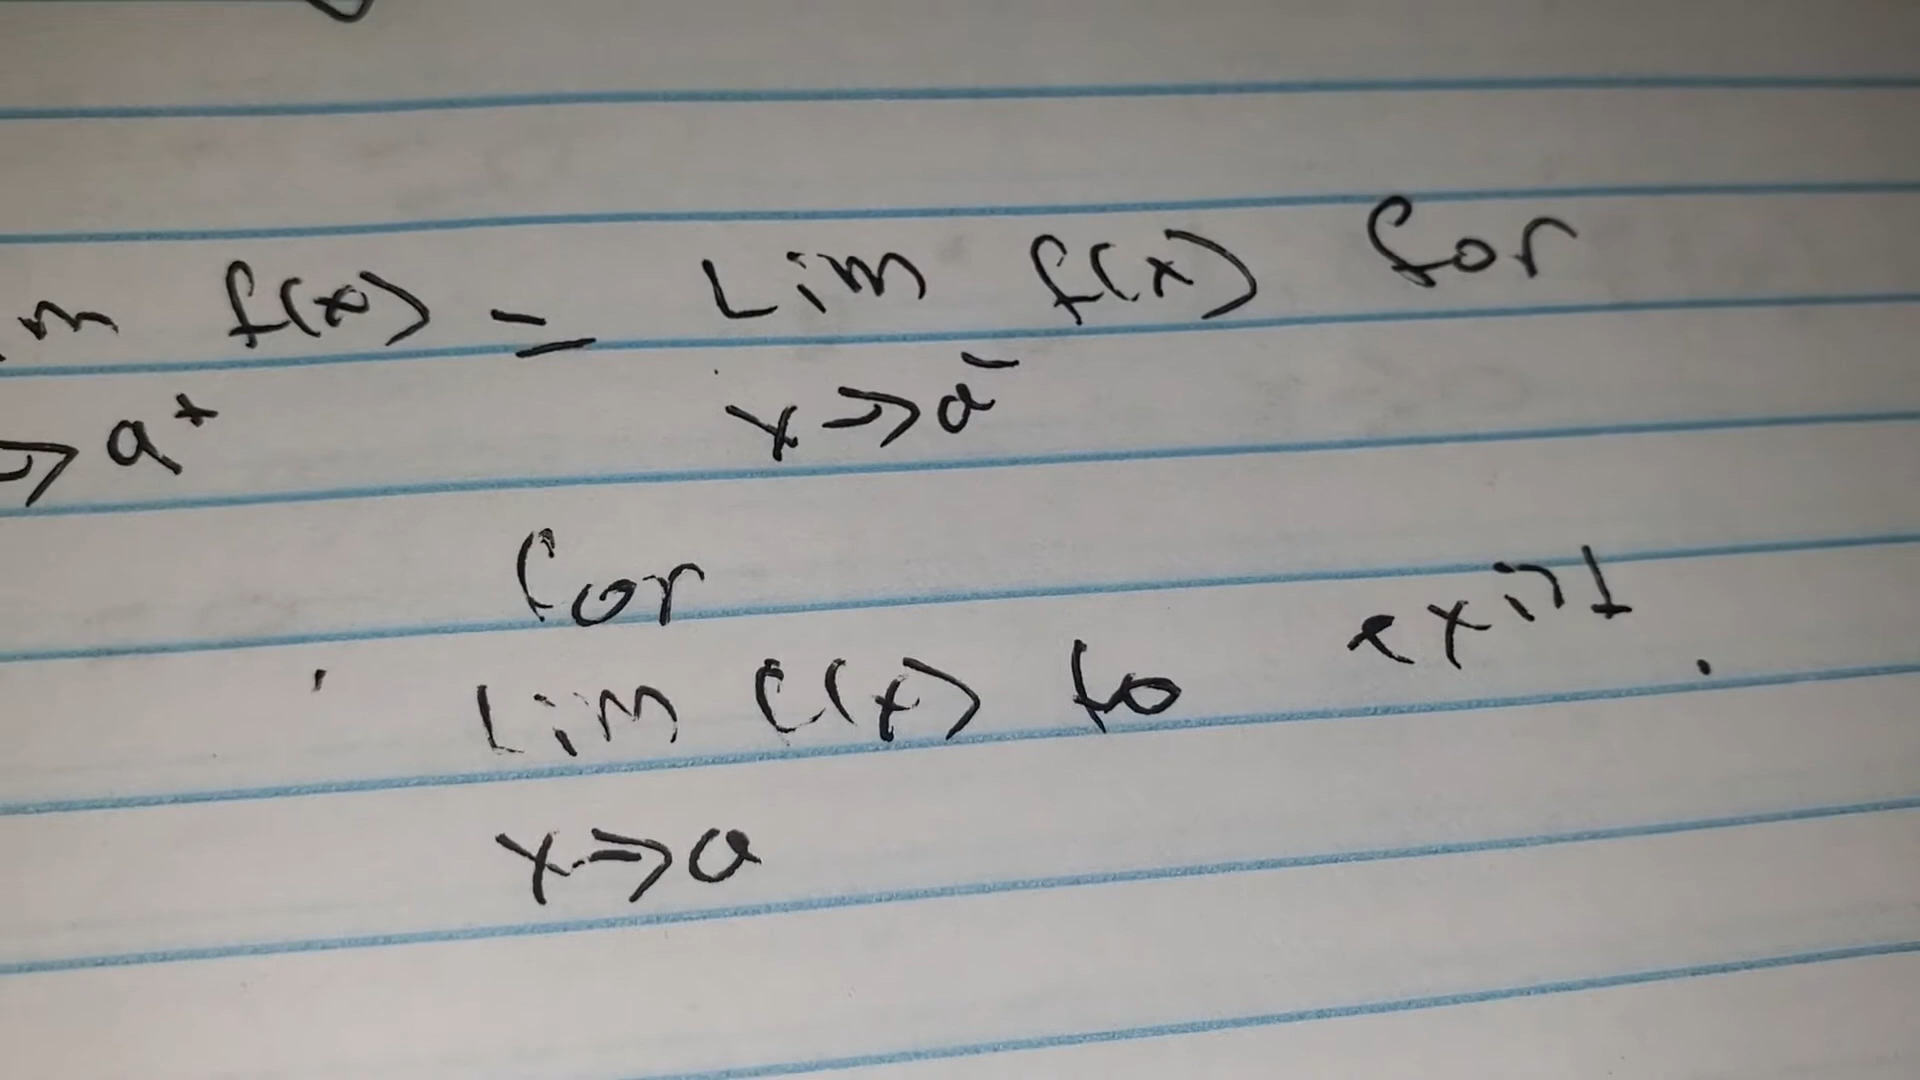 m f(x) = Lim f(x) for
→ a⁺ x → a⁻
for
Lim f(x) to exist.
x → a